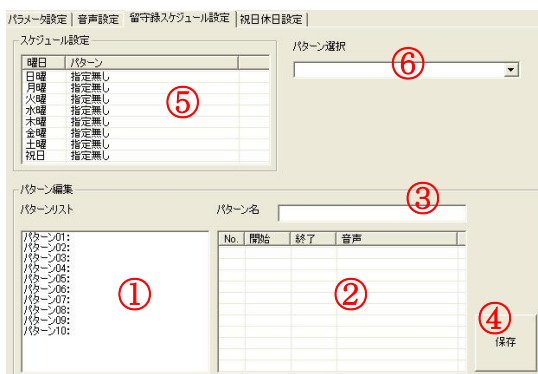 パラメータ設定 音声設定 留守録スケジュール設定 祝日休日設定
スケジュール設定
パターン選択
⑥
曜日 パターン
日曜 指定無し
月曜 指定無し
火曜 指定無し
水曜 指定無し
木曜 指定無し
金曜 指定無し
土曜 指定無し
祝日 指定無し
⑤
パターン編集
パターンリスト
パターン名
③
パターン01:
パターン02:
パターン03:
パターン04:
パターン05:
パターン06:
パターン07:
パターン08:
パターン09:
パターン10:
①
No. 開始 終了 音声
②
④
保存